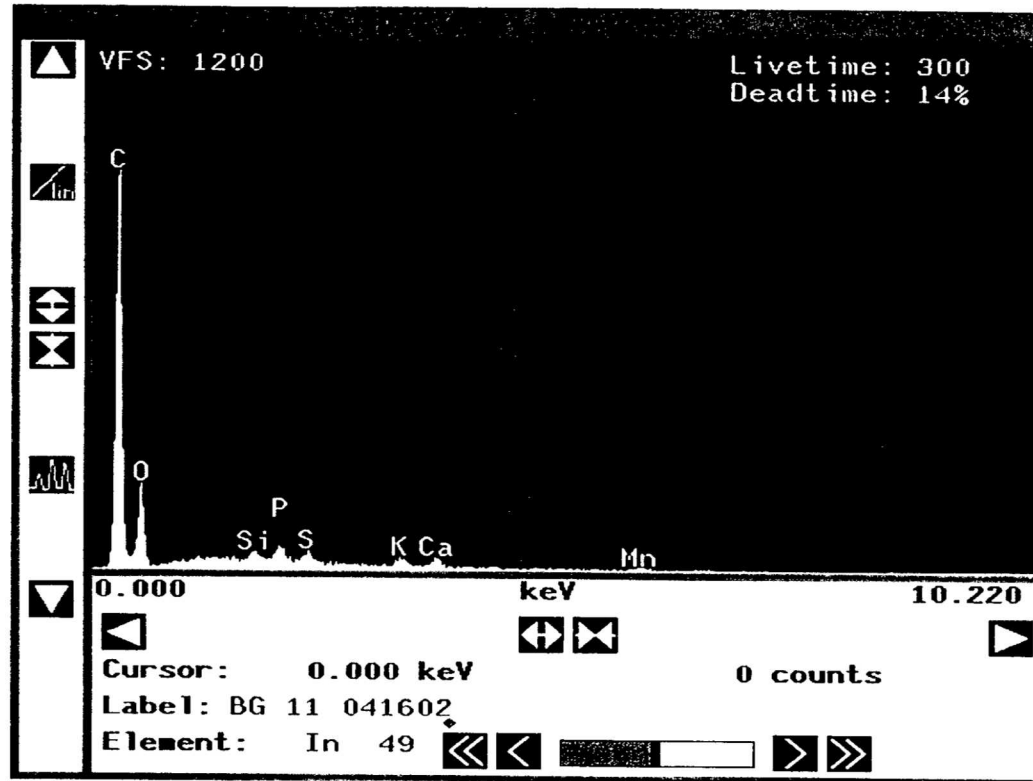 VFS: 1200
Livetime: 300
Deadtime: 14%
lin
C
O
P
Si S K Ca Mn
0.000 keV 10.220
Cursor: 0.000 keV 0 counts
Label: BG 11 041602
Element: In 49